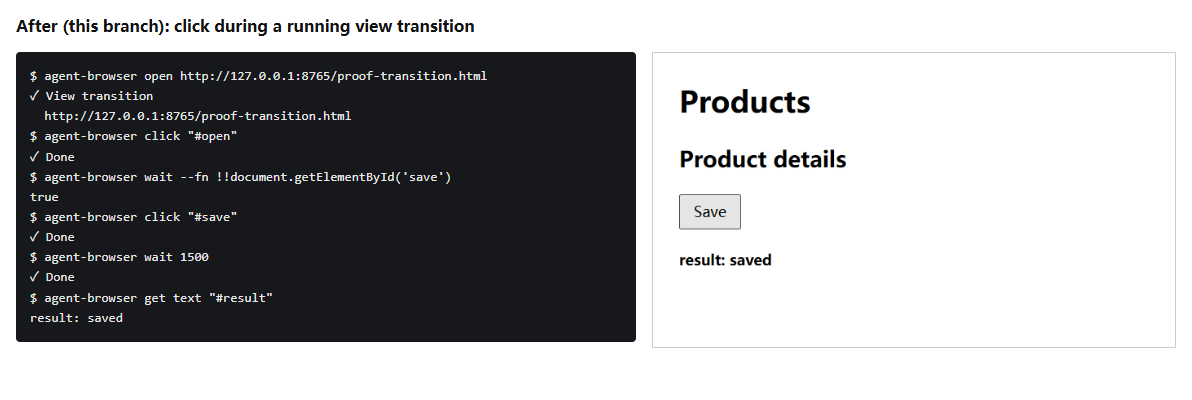 After (this branch): click during a running view transition
$ agent-browser open http://127.0.0.1:8765/proof-transition.html
✓ View transition
http://127.0.0.1:8765/proof-transition.html
$ agent-browser click "#open"
✓ Done
$ agent-browser wait --fn !!document.getElementById('save')
true
$ agent-browser click "#save"
✓ Done
$ agent-browser wait 1500
✓ Done
$ agent-browser get text "#result"
result: saved
Products
Product details
Save
result: saved